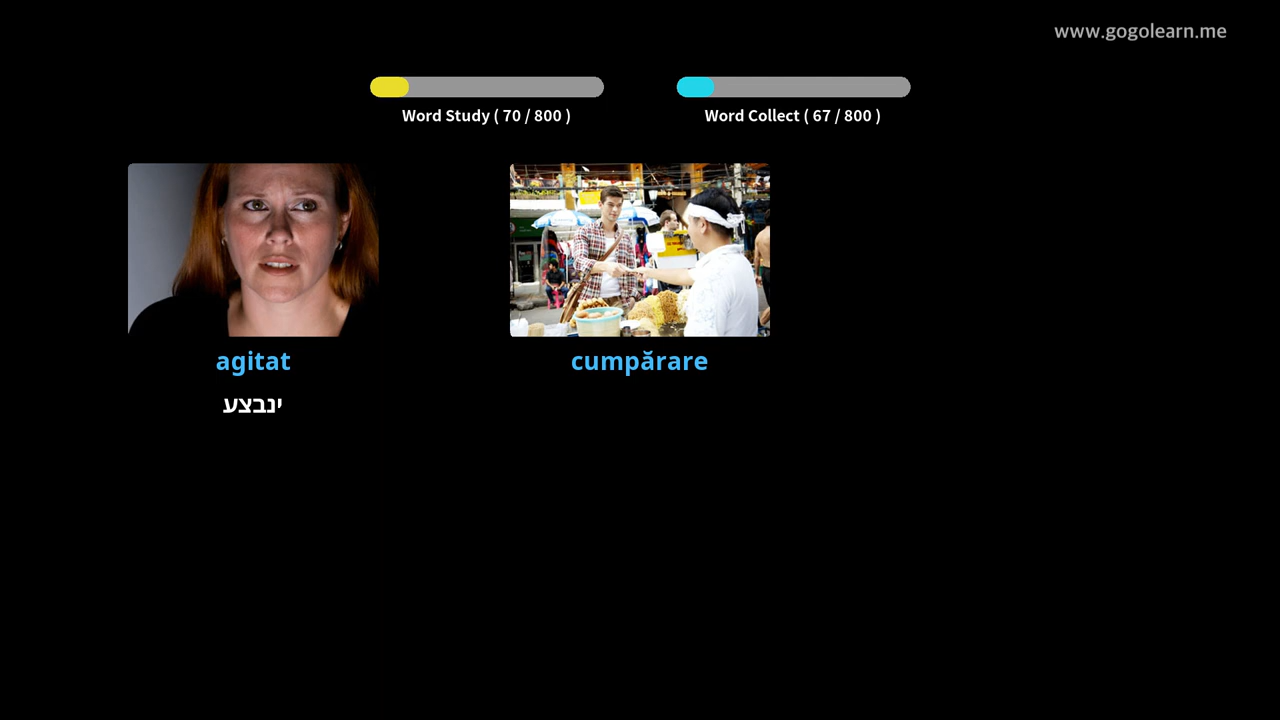 www.gogolearn.me
Word Study ( 70 / 800 )
Word Collect ( 67 / 800 )
agitat
ינבצע
cumpărare